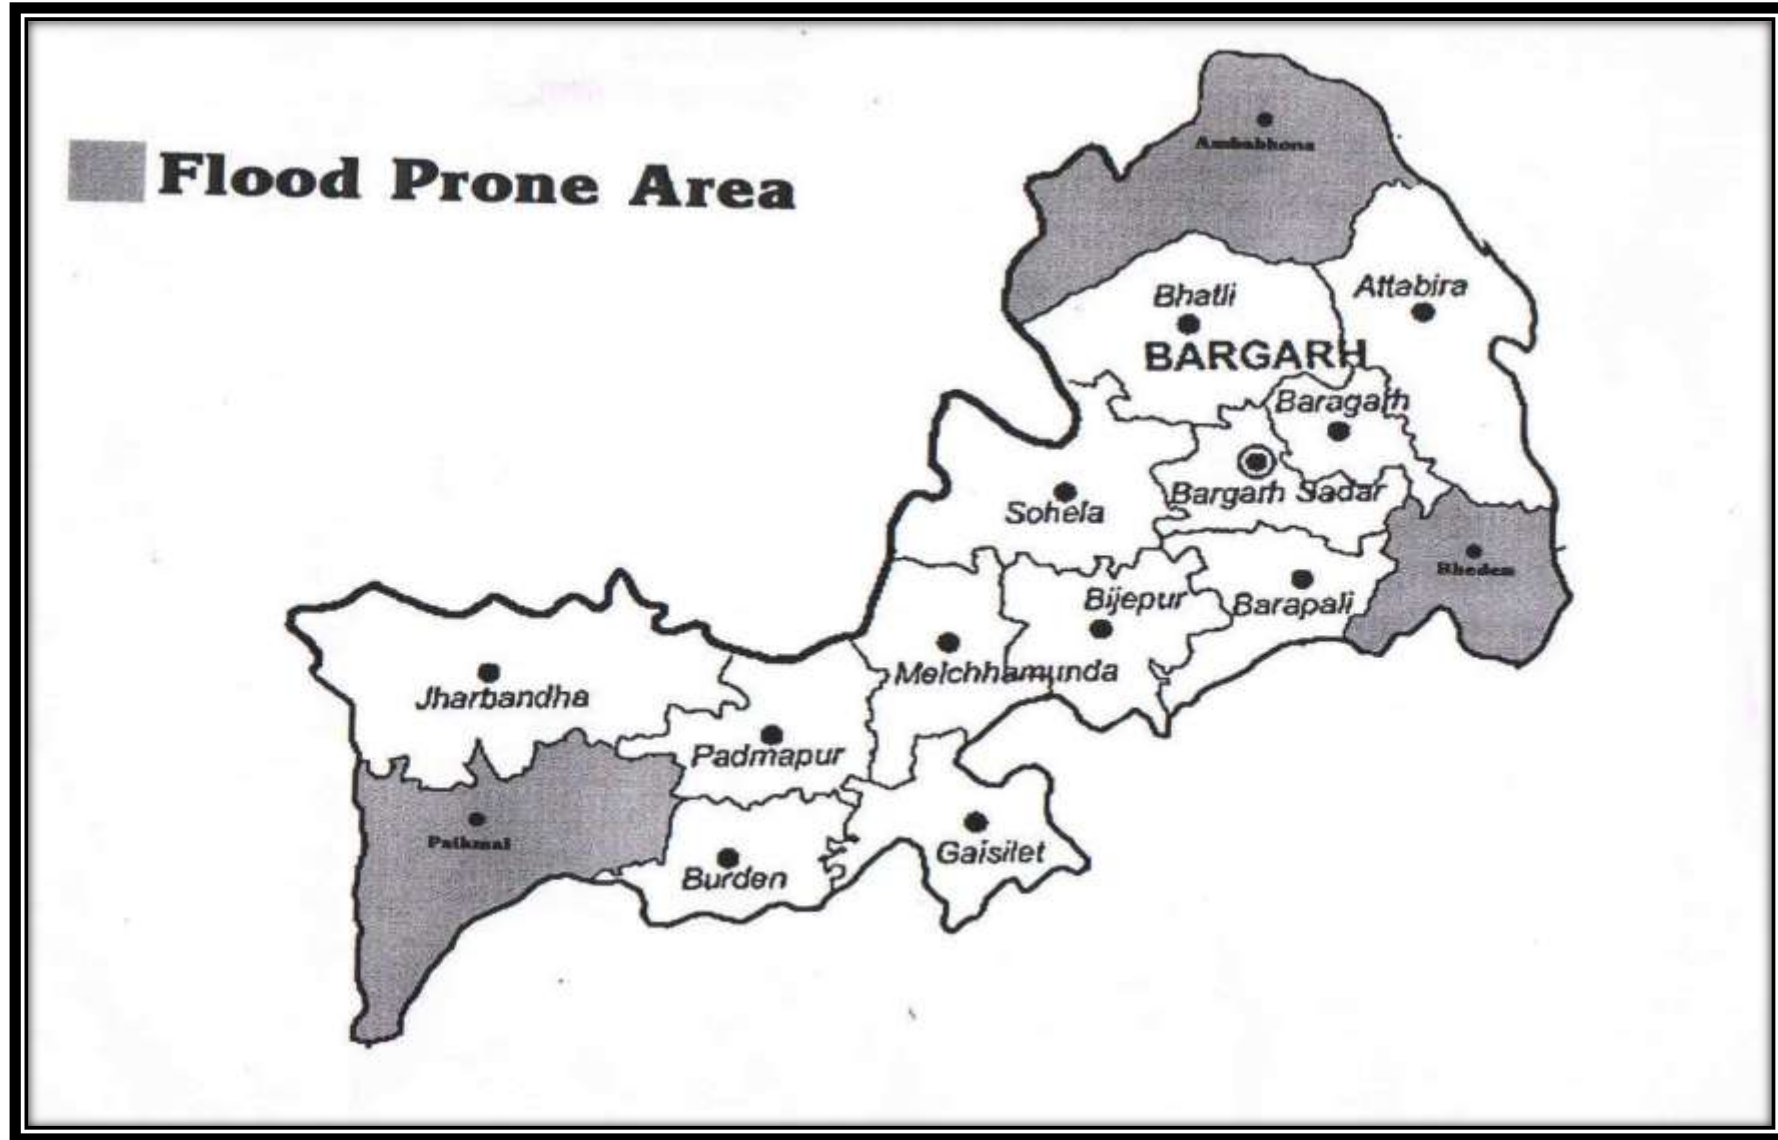 Ambabhona
Flood Prone Area
Bhatli
Attabira
BARGARH
Baragarh
Bargarh Sadar
Sohela
Bheden
Bijepur
Barapali
Melchhamunda
Jharbandha
Padmapur
Paikmal
Gaisilet
Burden